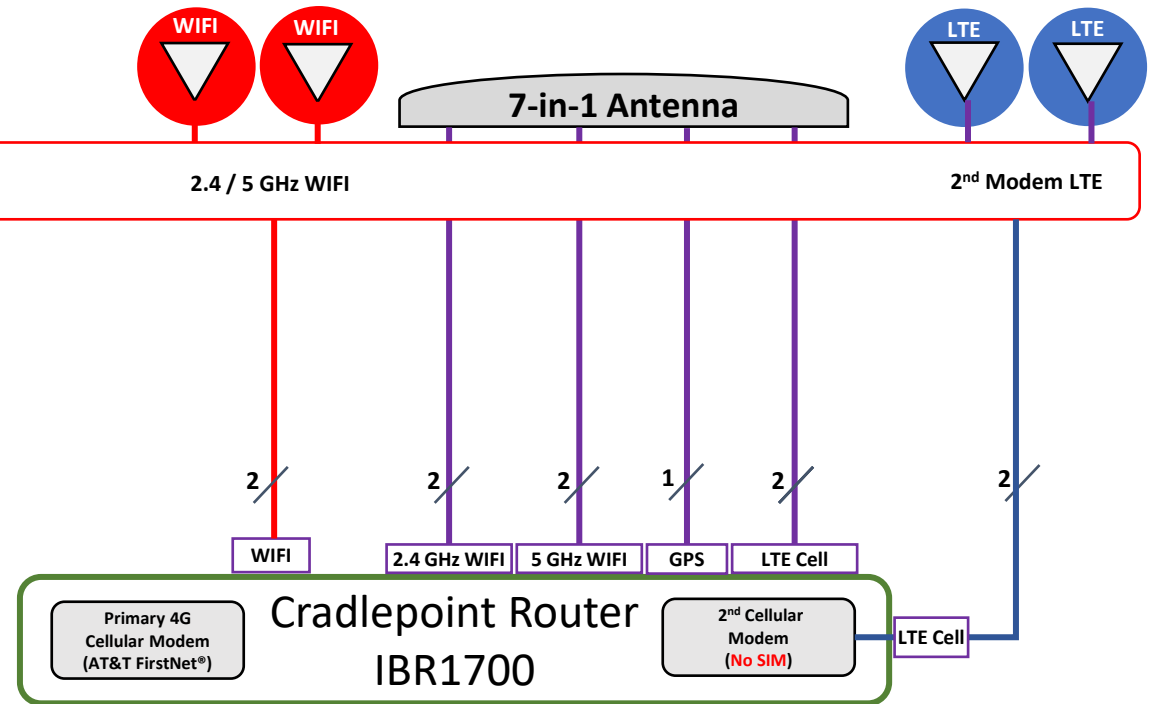 WIFI
WIFI
LTE
LTE
7-in-1 Antenna
2.4 / 5 GHz WIFI
2nd Modem LTE
2
2
2
1
2
2
WIFI
2.4 GHz WIFI
5 GHz WIFI
GPS
LTE Cell
Primary 4G
Cellular Modem
(AT&T FirstNet®)
Cradlepoint Router
IBR1700
2nd Cellular
Modem
(No SIM)
LTE Cell